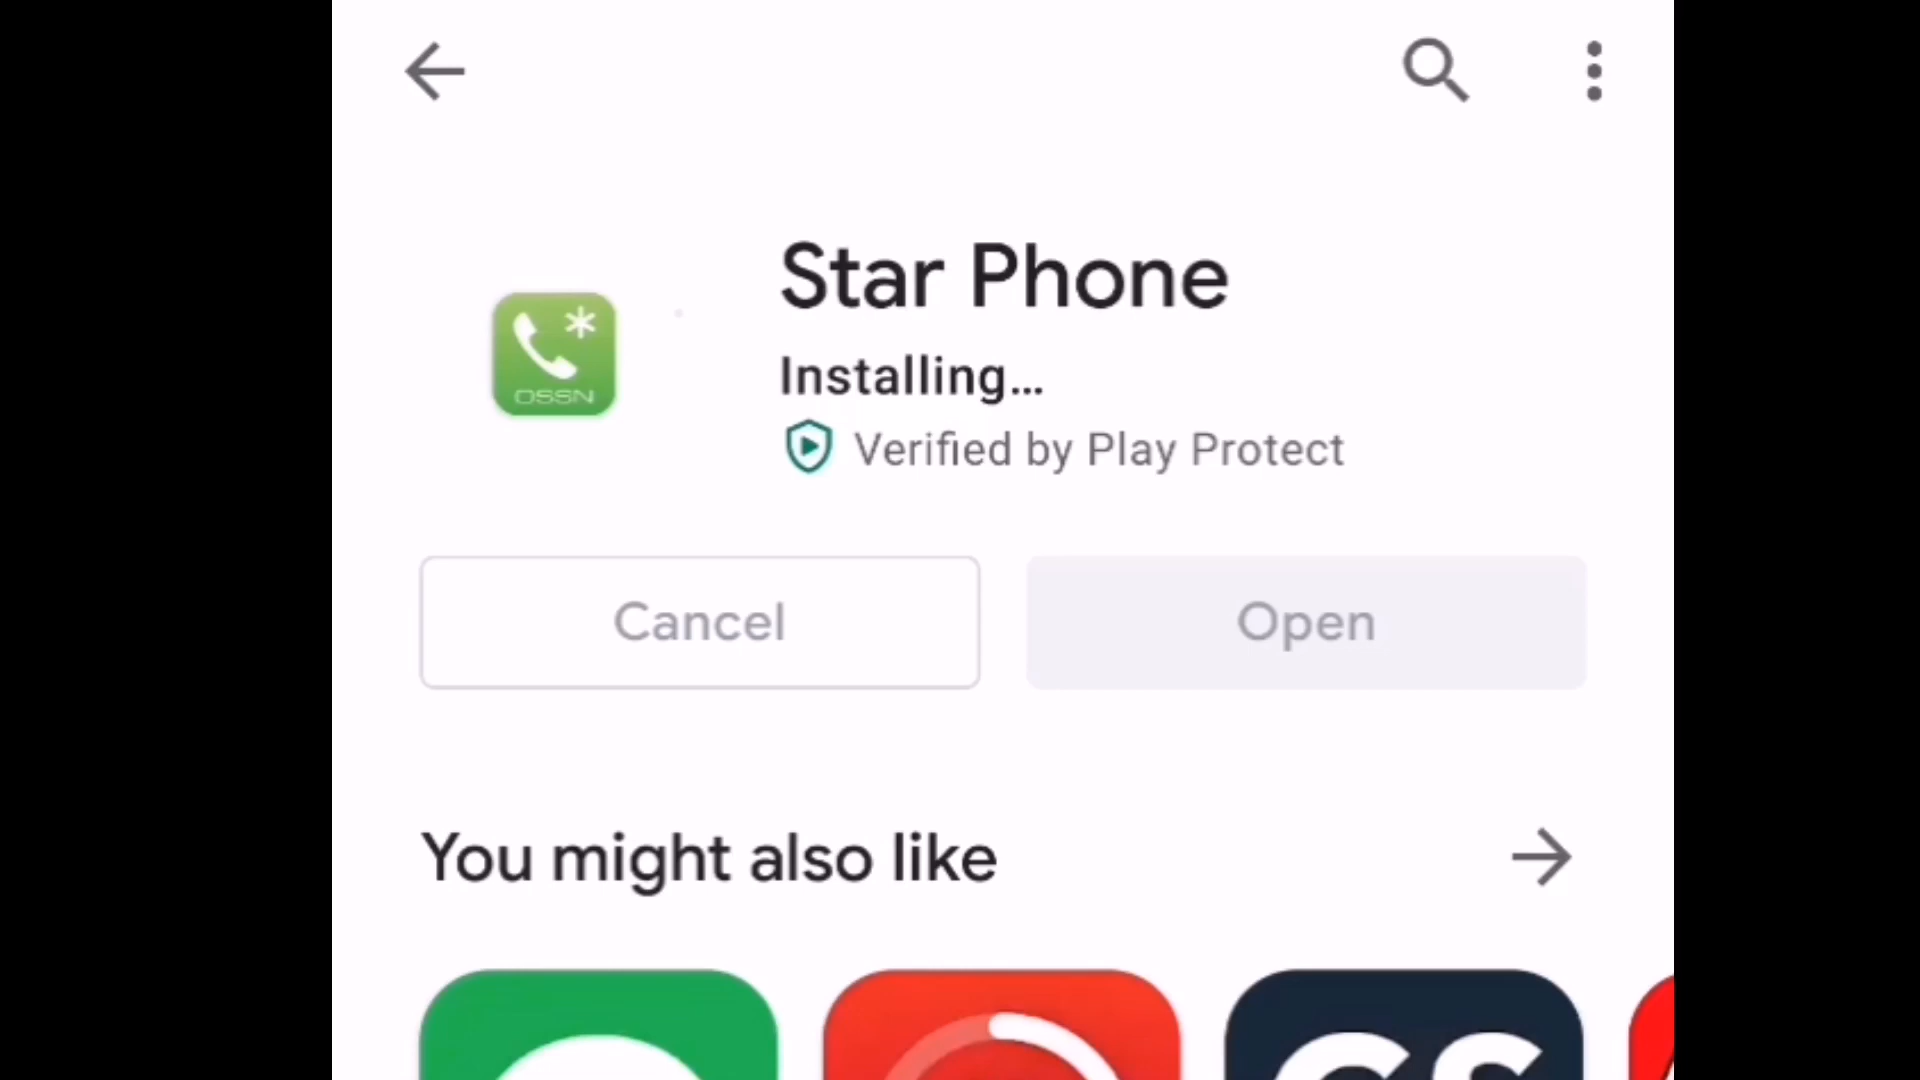 Star Phone
OSSN
Installing...
Verified by Play Protect
Cancel
Open
You might also like